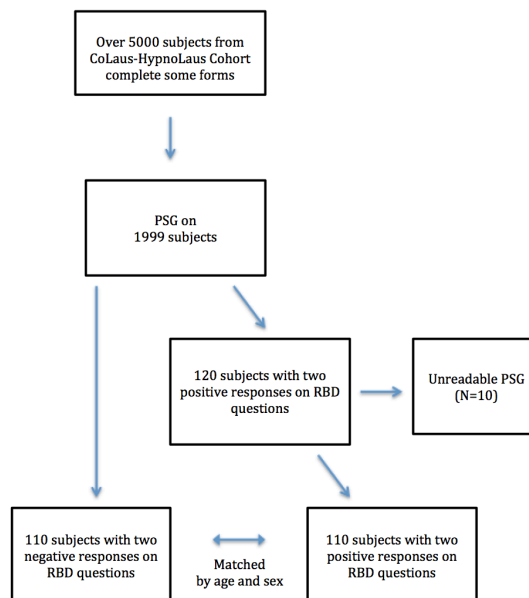 Over 5000 subjects from
CoLaus-HypnoLaus Cohort
complete some forms
PSG on
1999 subjects
120 subjects with two
positive responses on RBD
questions
Unreadable PSG
(N=10)
110 subjects with two
negative responses on
RBD questions
Matched
by age and sex
110 subjects with two
positive responses on
RBD questions